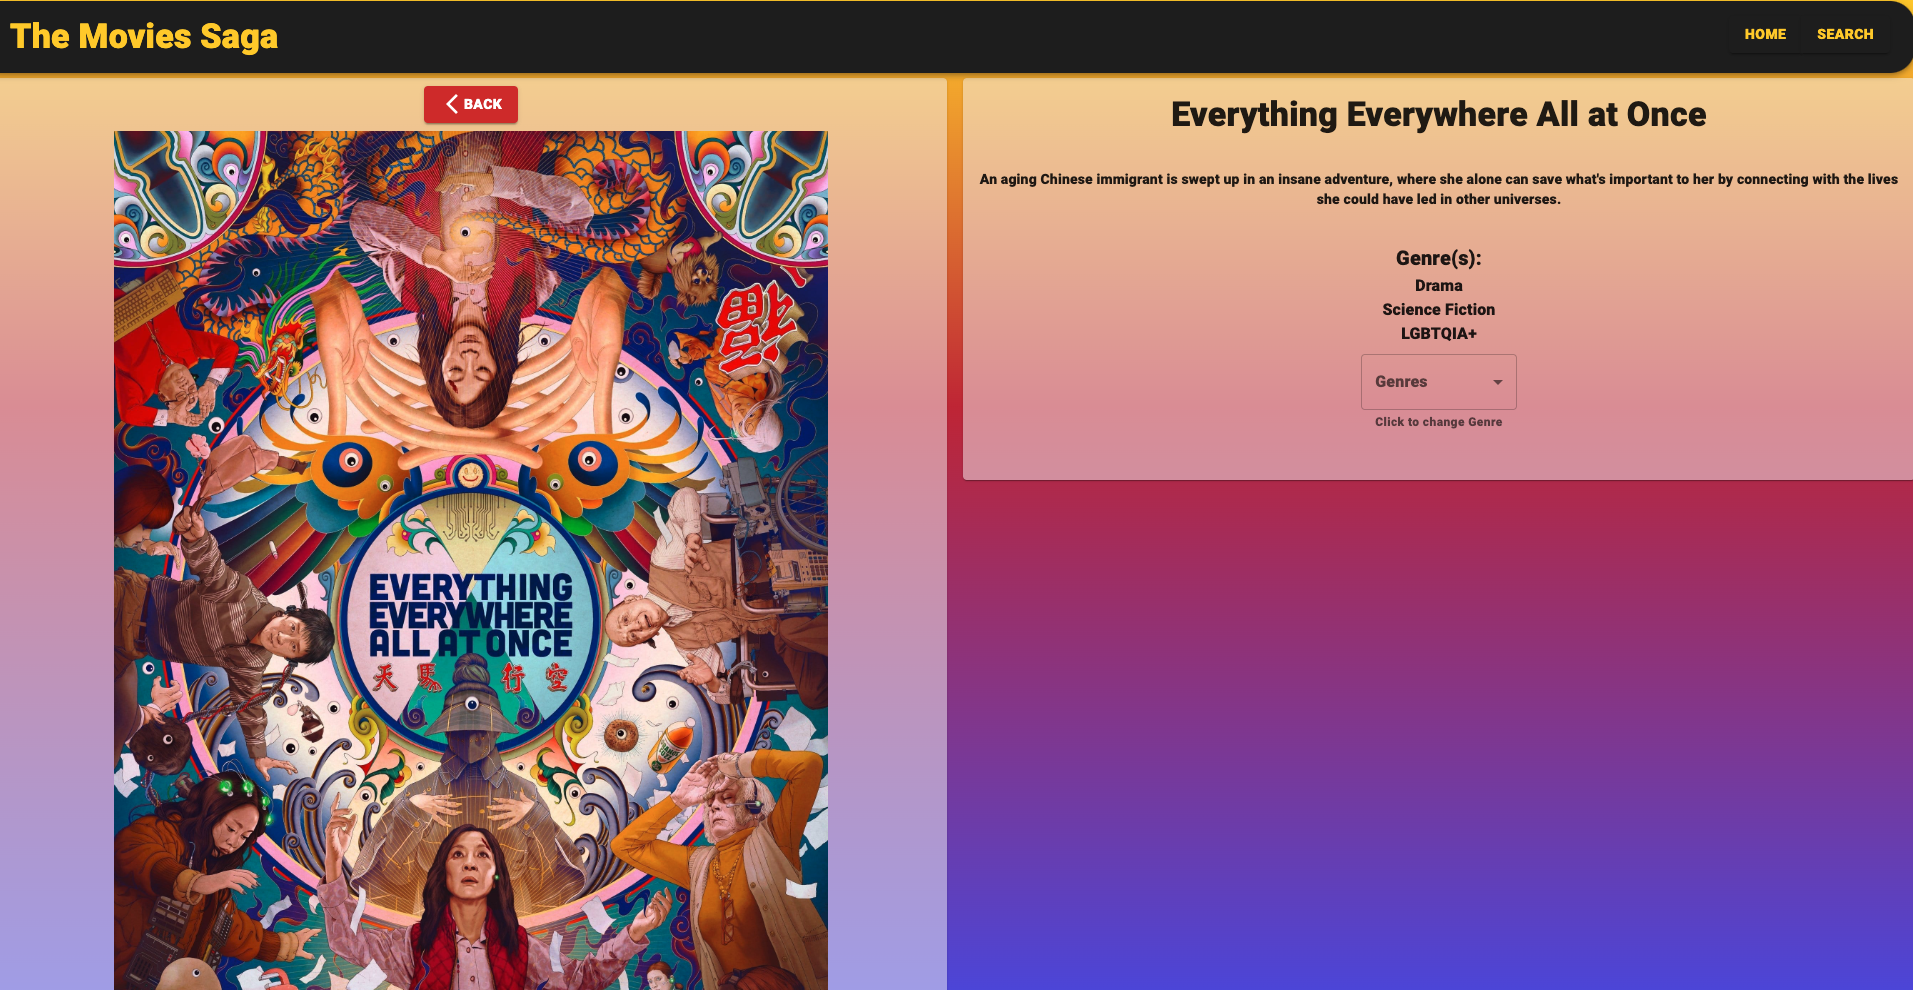 The Movies Saga
HOME
SEARCH
BACK
福
EVERYTHING
EVERYWHERE
ALL AT ONCE
天馬行空
Everything Everywhere All at Once
An aging Chinese immigrant is swept up in an insane adventure, where she alone can save what's important to her by connecting with the lives
she could have led in other universes.
Genre(s):
Drama
Science Fiction
LGBTQIA+
Genres
Click to change Genre